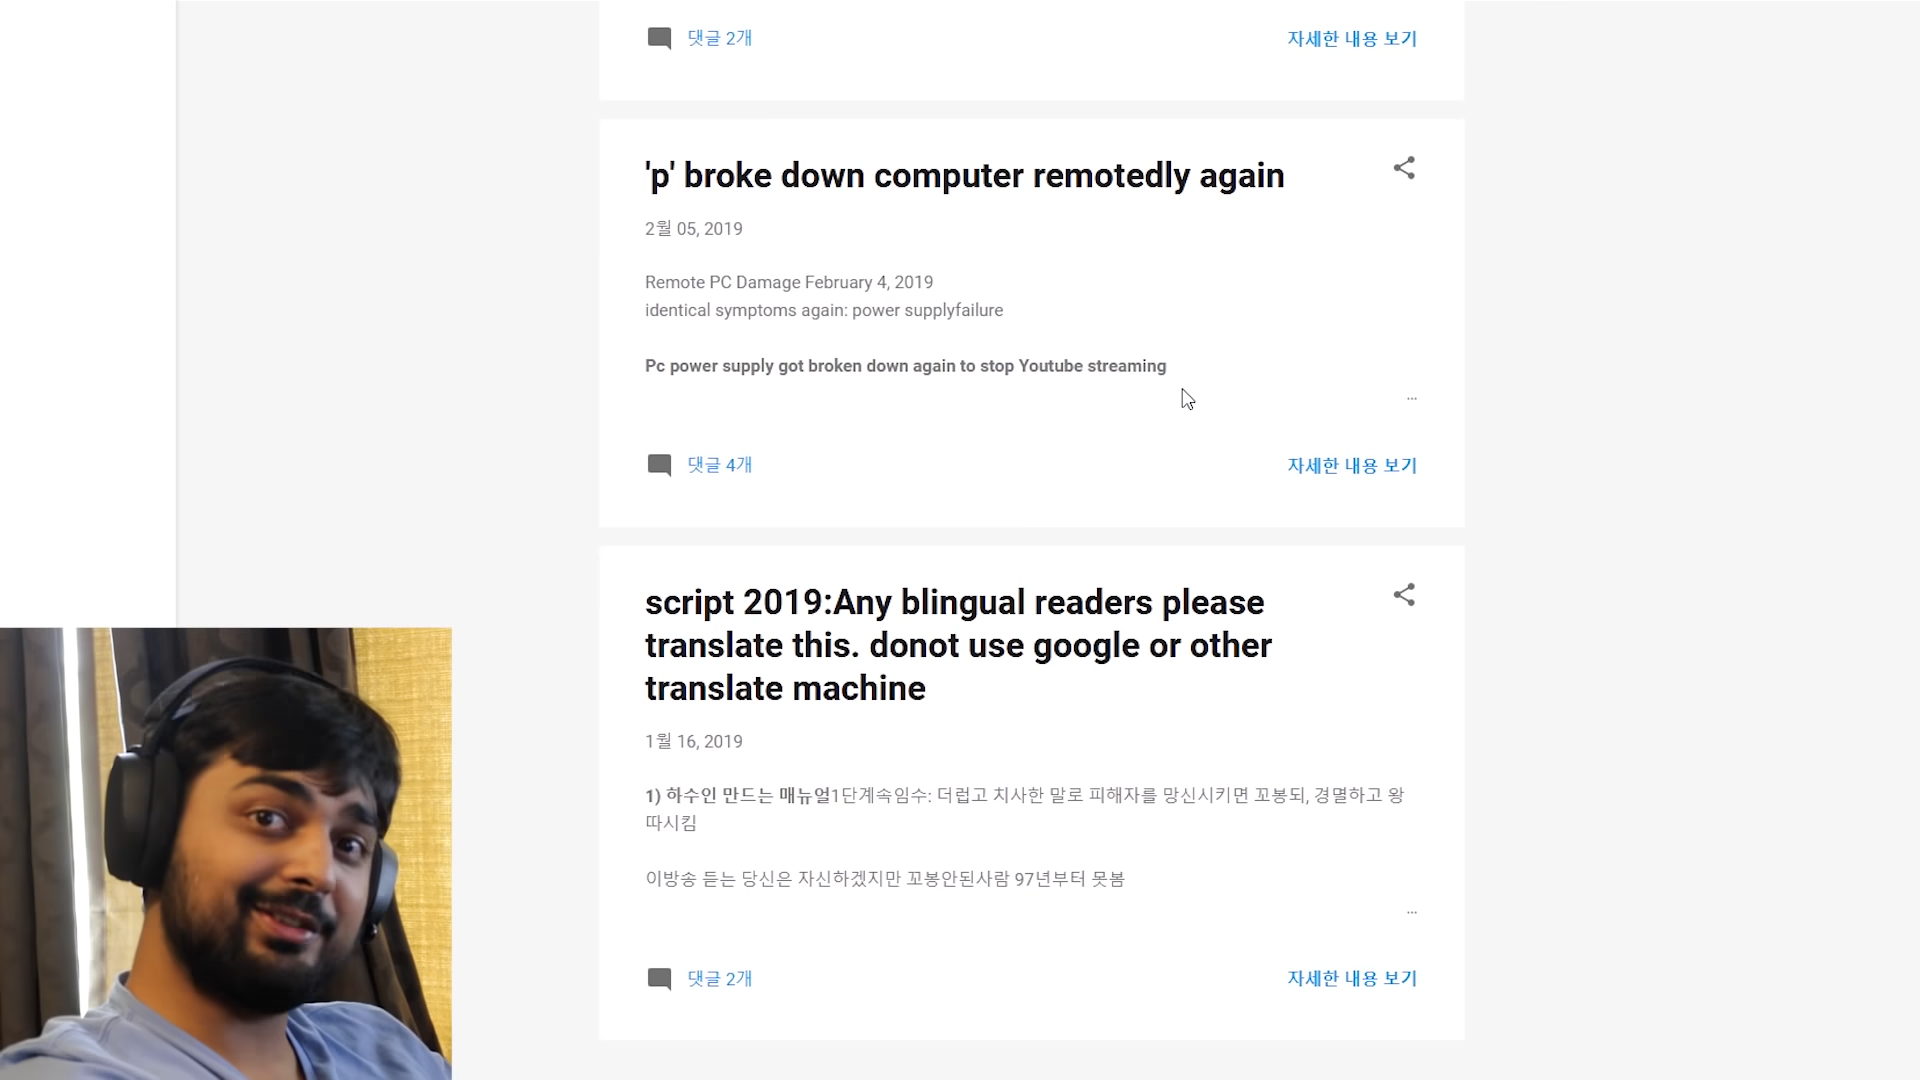 댓글 2개
자세한 내용 보기
'p' broke down computer remotedly again
2월 05, 2019
Remote PC Damage February 4, 2019
identical symptoms again: power supplyfailure
Pc power supply got broken down again to stop Youtube streaming
...
댓글 4개
자세한 내용 보기
script 2019:Any blingual readers please
translate this. donot use google or other
translate machine
1월 16, 2019
1) 하수인 만드는 매뉴얼1단계속임수: 더럽고 치사한 말로 피해자를 망신시키면 꼬봉되, 경멸하고 왕
따시킴
이방송 듣는 당신은 자신하겠지만 꼬봉안된사람 97년부터 못봄
...
댓글 2개
자세한 내용 보기